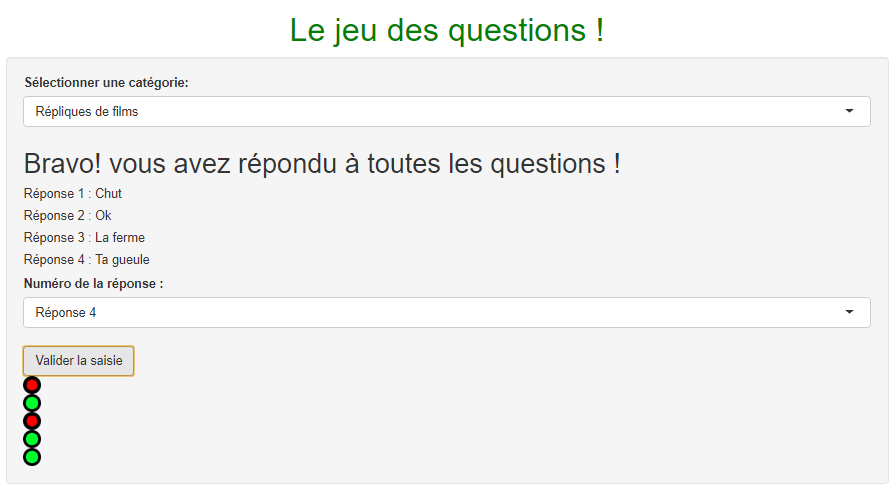 Le jeu des questions !
Sélectionner une catégorie:
Répliques de films
Bravo! vous avez répondu à toutes les questions !
Réponse 1 : Chut
Réponse 2 : Ok
Réponse 3 : La ferme
Réponse 4 : Ta gueule
Numéro de la réponse :
Réponse 4
Valider la saisie